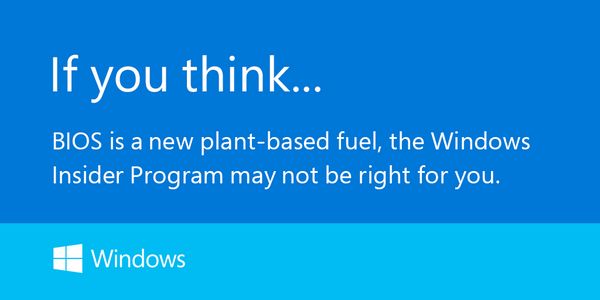 If you think...
BIOS is a new plant-based fuel, the Windows
Insider Program may not be right for you.
Windows